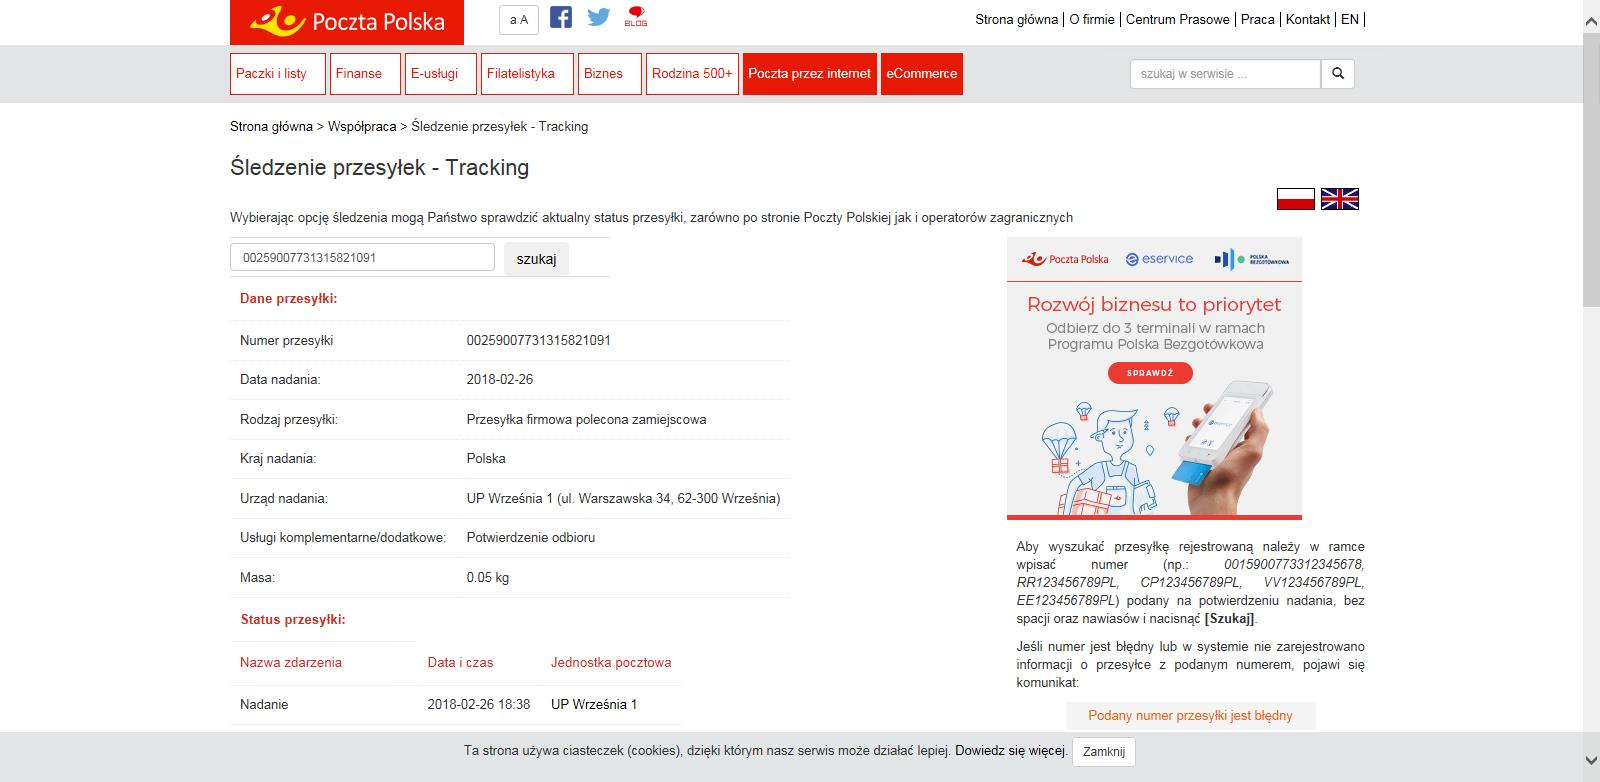 Poczta Polska
a A
BLOG
Strona główna | O firmie | Centrum Prasowe | Praca | Kontakt | EN |
Paczki i listy
Finanse
E-usługi
Filatelistyka
Biznes
Rodzina 500+
Poczta przez internet
eCommerce
szukaj w serwisie ...
Strona główna > Współpraca > Śledzenie przesyłek - Tracking
Śledzenie przesyłek - Tracking
Wybierając opcję śledzenia mogą Państwo sprawdzić aktualny status przesyłki, zarówno po stronie Poczty Polskiej jak i operatorów zagranicznych
00259007731315821091
szukaj
Dane przesyłki:
Numer przesyłki 00259007731315821091
Data nadania: 2018-02-26
Rodzaj przesyłki: Przesyłka firmowa polecona zamiejscowa
Kraj nadania: Polska
Urząd nadania: UP Września 1 (ul. Warszawska 34, 62-300 Września)
Usługi komplementarne/dodatkowe: Potwierdzenie odbioru
Masa: 0.05 kg
Status przesyłki:
Nazwa zdarzenia Data i czas Jednostka pocztowa
Nadanie 2018-02-26 18:38 UP Września 1
Poczta Polska eservice POLSKA BEZGOTÓWKOWA
Rozwój biznesu to priorytet
Odbierz do 3 terminali w ramach
Programu Polska Bezgotówkowa
SPRAWDŹ
eservice
Aby wyszukać przesyłkę rejestrowaną należy w ramce
wpisać numer (np.: 0015900773312345678,
RR123456789PL, CP123456789PL, VV123456789PL,
EE123456789PL) podany na potwierdzeniu nadania, bez
spacji oraz nawiasów i nacisnąć [Szukaj].
Jeśli numer jest błędny lub w systemie nie zarejestrowano
informacji o przesyłce z podanym numerem, pojawi się
komunikat:
Podany numer przesyłki jest błędny
Ta strona używa ciasteczek (cookies), dzięki którym nasz serwis może działać lepiej. Dowiedz się więcej.
Zamknij